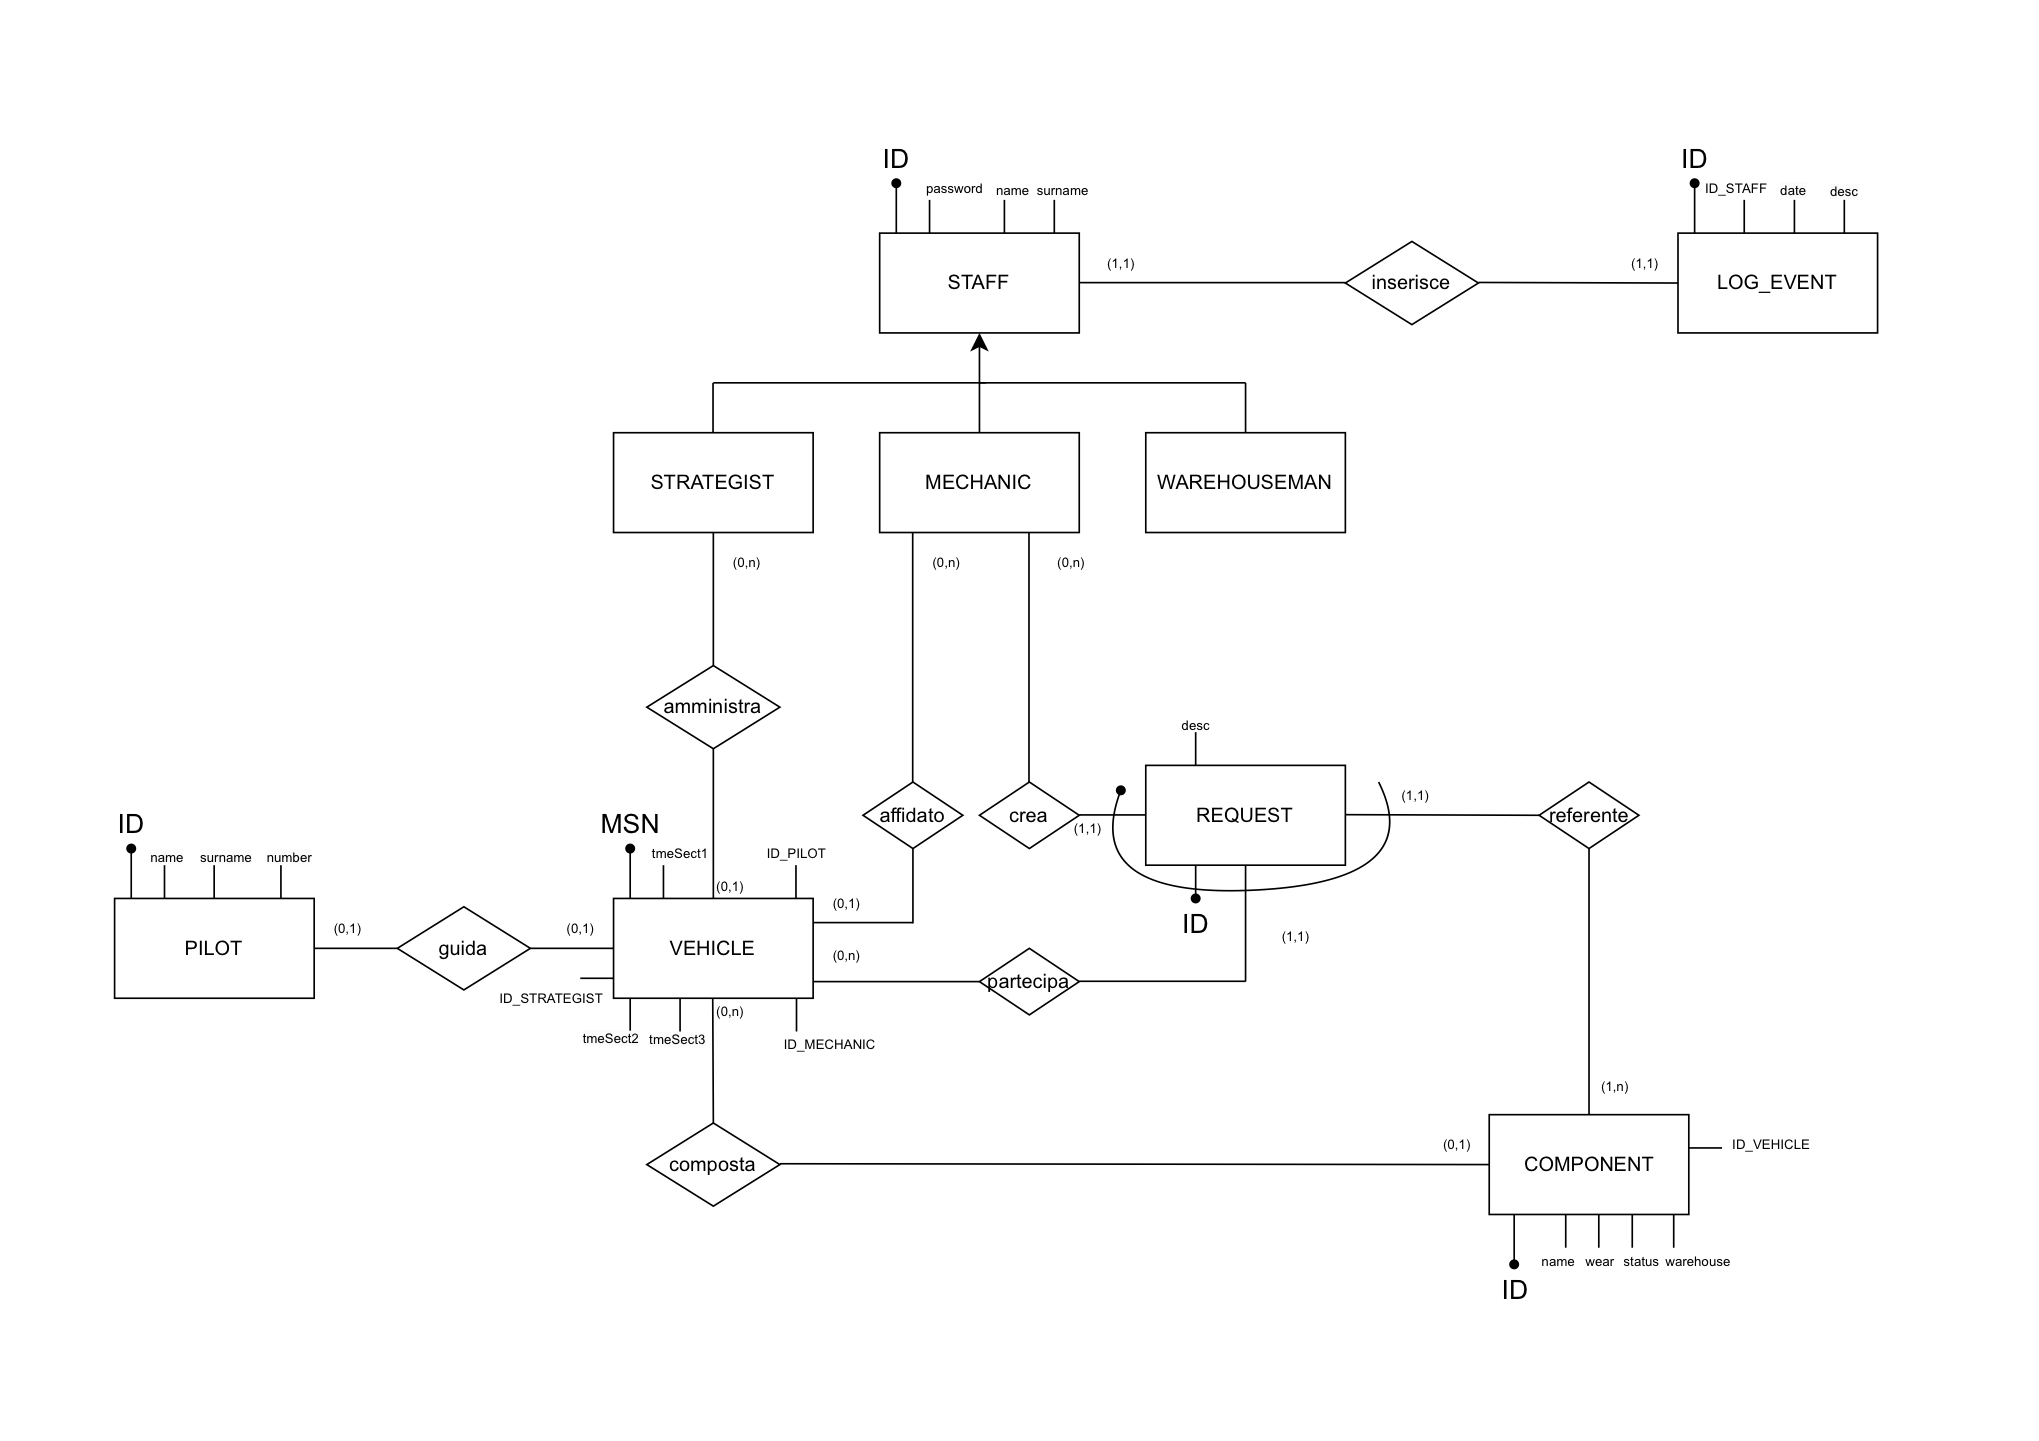 ID
ID
password
name
surname
ID_STAFF
date
desc
STAFF
(1,1)
inserisce
(1,1)
LOG_EVENT
STRATEGIST
MECHANIC
WAREHOUSEMAN
(0,n)
(0,n)
(0,n)
amministra
desc
ID
MSN
affidato
crea
(1,1)
REQUEST
(1,1)
referente
name
surname
number
tmeSect1
ID_PILOT
(0,1)
(0,1)
ID
PILOT
(0,1)
guida
(0,1)
VEHICLE
(0,n)
(1,1)
partecipa
ID_STRATEGIST
(0,n)
tmeSect2
tmeSect3
ID_MECHANIC
(1,n)
composta
(0,1)
COMPONENT
ID_VEHICLE
name
wear
status
warehouse
ID